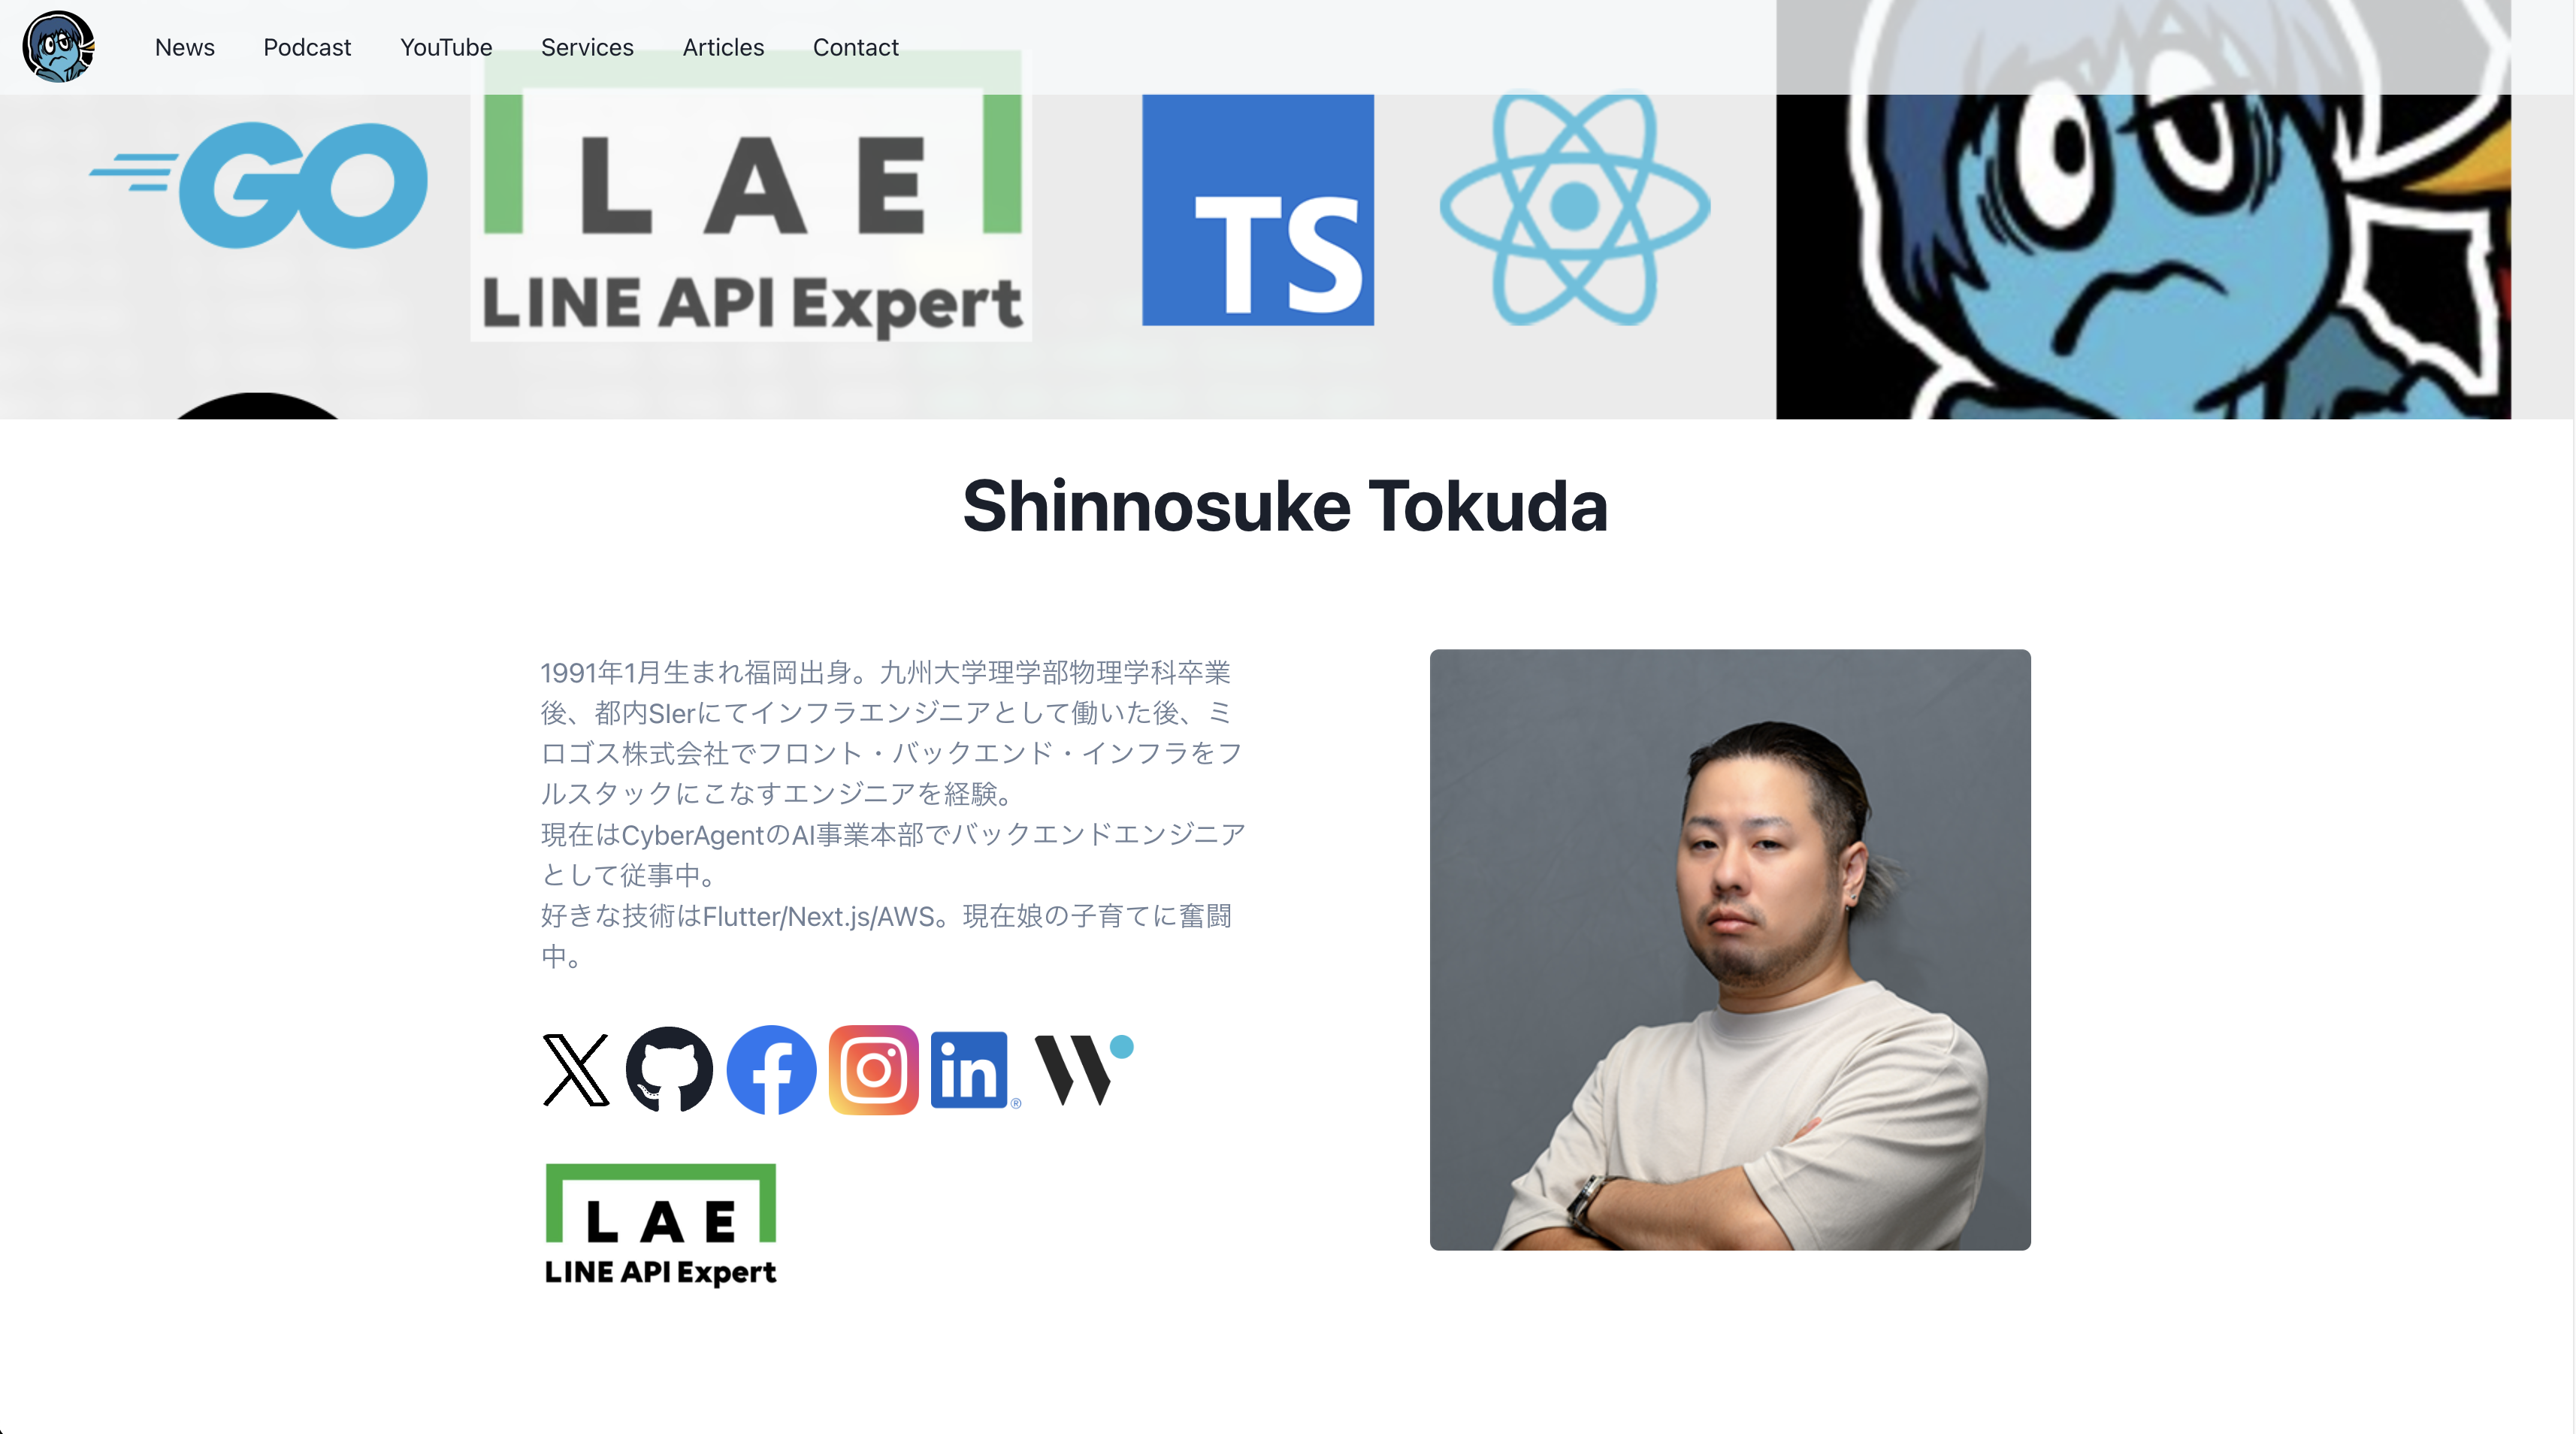 News Podcast YouTube Services Articles Contact
GO
LAE
LINE API Expert
TS
Shinnosuke Tokuda
1991年1月生まれ福岡出身。九州大学理学部物理学科卒業
後、都内SIerにてインフラエンジニアとして働いた後、ミ
ロゴス株式会社でフロント・バックエンド・インフラをフ
ルスタックにこなすエンジニアを経験。
現在はCyberAgentのAI事業本部でバックエンドエンジニア
として従事中。
好きな技術はFlutter/Next.js/AWS。現在娘の子育てに奮闘
中。
in ®
LAE
LINE API Expert